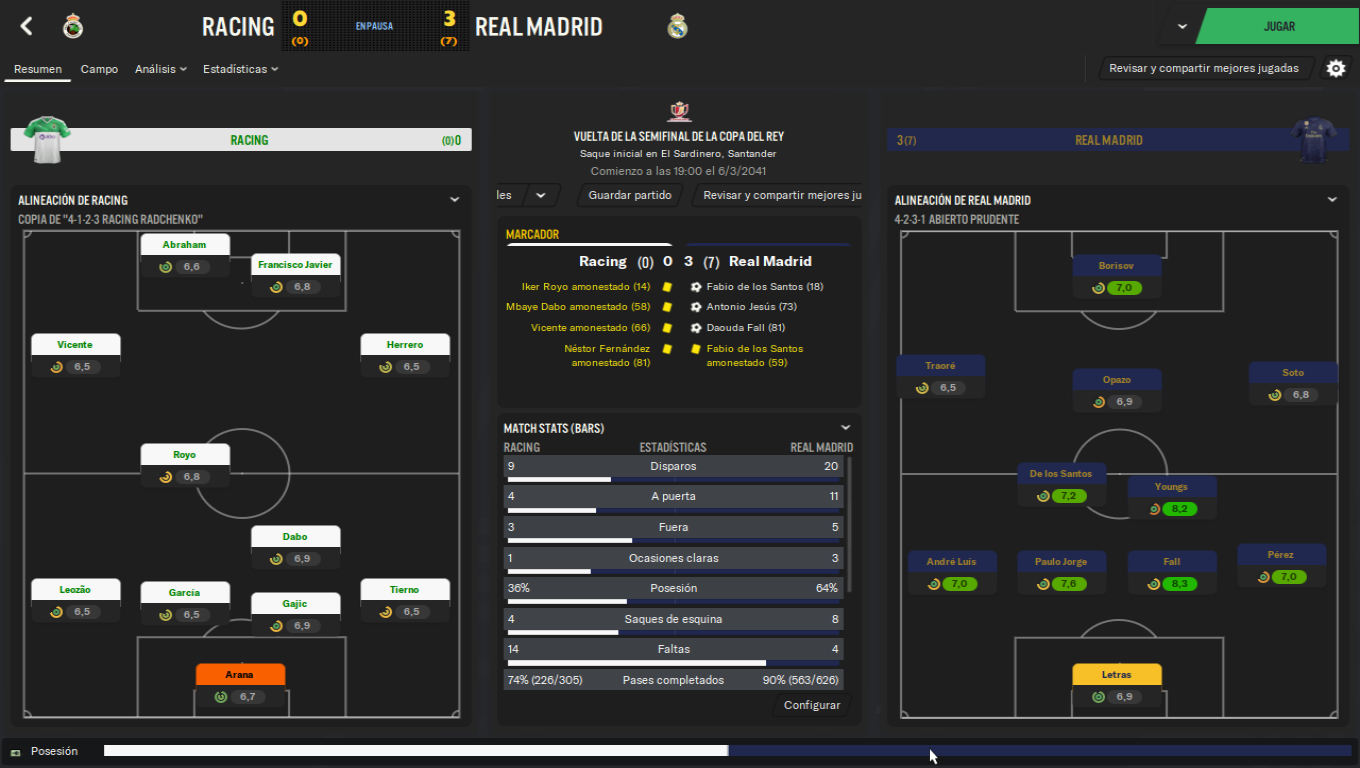 RACING
0
(0)
EN PAUSA
3
(7)
REAL MADRID
JUGAR
Resumen
Campo
Análisis
Estadísticas
Revisar y compartir mejores jugadas
RACING
(0)0
VUELTA DE LA SEMIFINAL DE LA COPA DEL REY
Saque inicial en El Sardinero, Santander
Comienzo a las 19:00 el 6/3/2041
les
Guardar partido
Revisar y compartir mejores ju
3(7)
REAL MADRID
ALINEACIÓN DE RACING
COPIA DE "4-1-2-3 RACING RADCHENKO"
Abraham
6,6
Francisco Javier
6,8
Vicente
6,5
Herrero
6,5
Royo
6,8
Dabo
6,9
Leozão
6,5
García
6,5
Gajic
6,9
Tierno
6,5
Arana
6,7
MARCADOR
Racing (0) 0 3 (7) Real Madrid
Iker Royo amonestado (14)
Fabio de los Santos (18)
Mbaye Dabo amonestado (58)
Antonio Jesús (73)
Vicente amonestado (66)
Daouda Fall (81)
Néstor Fernández
amonestado (81)
Fabio de los Santos
amonestado (59)
MATCH STATS (BARS)
RACING ESTADÍSTICAS REAL MADRID
9 Disparos 20
4 A puerta 11
3 Fuera 5
1 Ocasiones claras 3
36% Posesión 64%
4 Saques de esquina 8
14 Faltas 4
74% (226/305) Pases completados 90% (563/626)
Configurar
ALINEACIÓN DE REAL MADRID
4-2-3-1 ABIERTO PRUDENTE
Borisov
7,0
Traoré
6,5
Opazo
6,9
Soto
6,8
De los Santos
7,2
Youngs
8,2
André Luís
7,0
Paulo Jorge
7,6
Fall
8,3
Pérez
7,0
Letras
6,9
Posesión